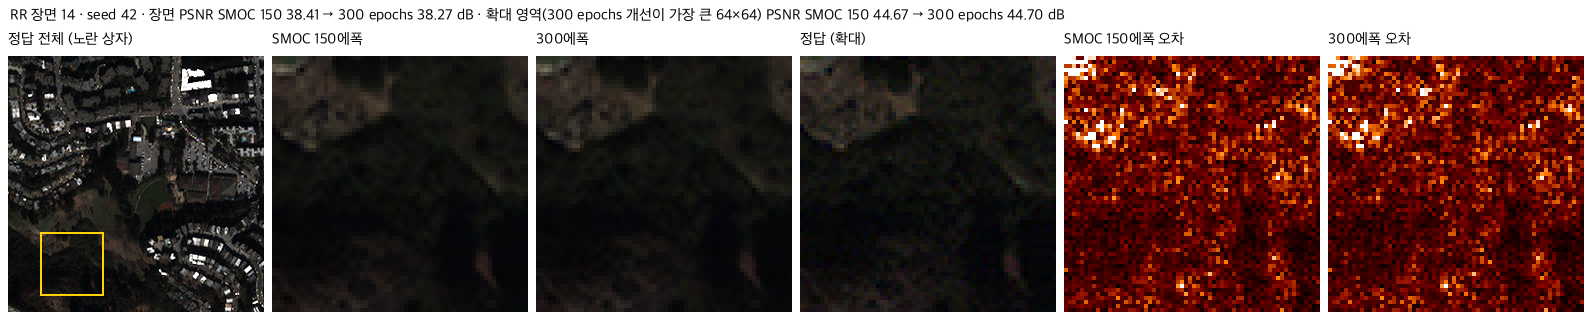 RR 장면 14 · seed 42 · 장면 PSNR SMOC 150 38.41 → 300 epochs 38.27 dB · 확대 영역(300 epochs 개선이 가장 큰 64×64) PSNR SMOC 150 44.67 → 300 epochs 44.70 dB
정답 전체 (노란 상자) SMOC 150에폭 300에폭 정답 (확대) SMOC 150에폭 오차 300에폭 오차